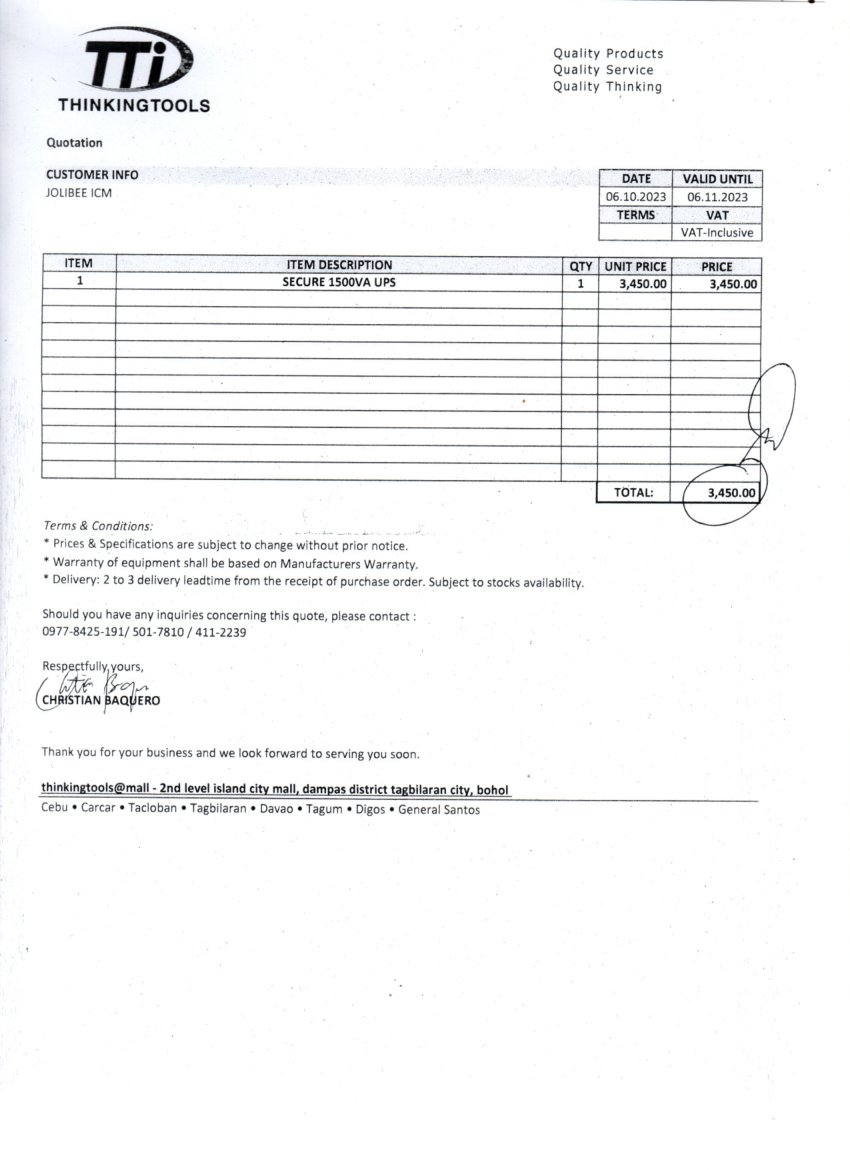 TTi
THINKINGTOOLS
Quality Products
Quality Service
Quality Thinking
Quotation
CUSTOMER INFO
JOLIBEE ICM
DATE VALID UNTIL
06.10.2023 06.11.2023
TERMS VAT
VAT-Inclusive
ITEM ITEM DESCRIPTION QTY UNIT PRICE PRICE
1 SECURE 1500VA UPS 1 3,450.00 3,450.00
TOTAL: 3,450.00
Terms & Conditions:
* Prices & Specifications are subject to change without prior notice.
* Warranty of equipment shall be based on Manufacturers Warranty.
* Delivery: 2 to 3 delivery leadtime from the receipt of purchase order. Subject to stocks availability.
Should you have any inquiries concerning this quote, please contact :
0977-8425-191/ 501-7810 / 411-2239
Respectfully yours,
CHRISTIAN BAQUERO
Thank you for your business and we look forward to serving you soon.
thinkingtools@mall - 2nd level island city mall, dampas district tagbilaran city, bohol
Cebu • Carcar • Tacloban • Tagbilaran • Davao • Tagum • Digos • General Santos